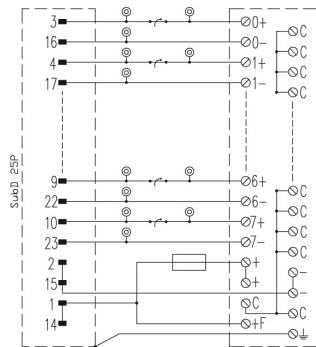 3 0+ C
16 0- C
4 1+ C
17 1- C
SubD 25P
9 6+ C
22 6- C
10 7+ C
23 7- C
2 + -
15 + -
1 C C
14 +F